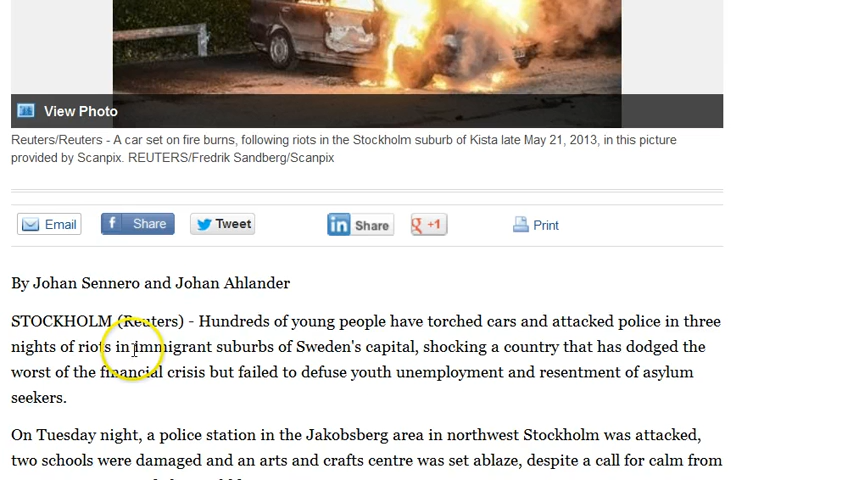 View Photo
Reuters/Reuters - A car set on fire burns, following riots in the Stockholm suburb of Kista late May 21, 2013, in this picture
provided by Scanpix. REUTERS/Fredrik Sandberg/Scanpix
Email
Share
Tweet
Share
+1
Print
By Johan Sennero and Johan Ahlander
STOCKHOLM (Reuters) - Hundreds of young people have torched cars and attacked police in three
nights of riots in immigrant suburbs of Sweden's capital, shocking a country that has dodged the
worst of the financial crisis but failed to defuse youth unemployment and resentment of asylum
seekers.
On Tuesday night, a police station in the Jakobsberg area in northwest Stockholm was attacked,
two schools were damaged and an arts and crafts centre was set ablaze, despite a call for calm from